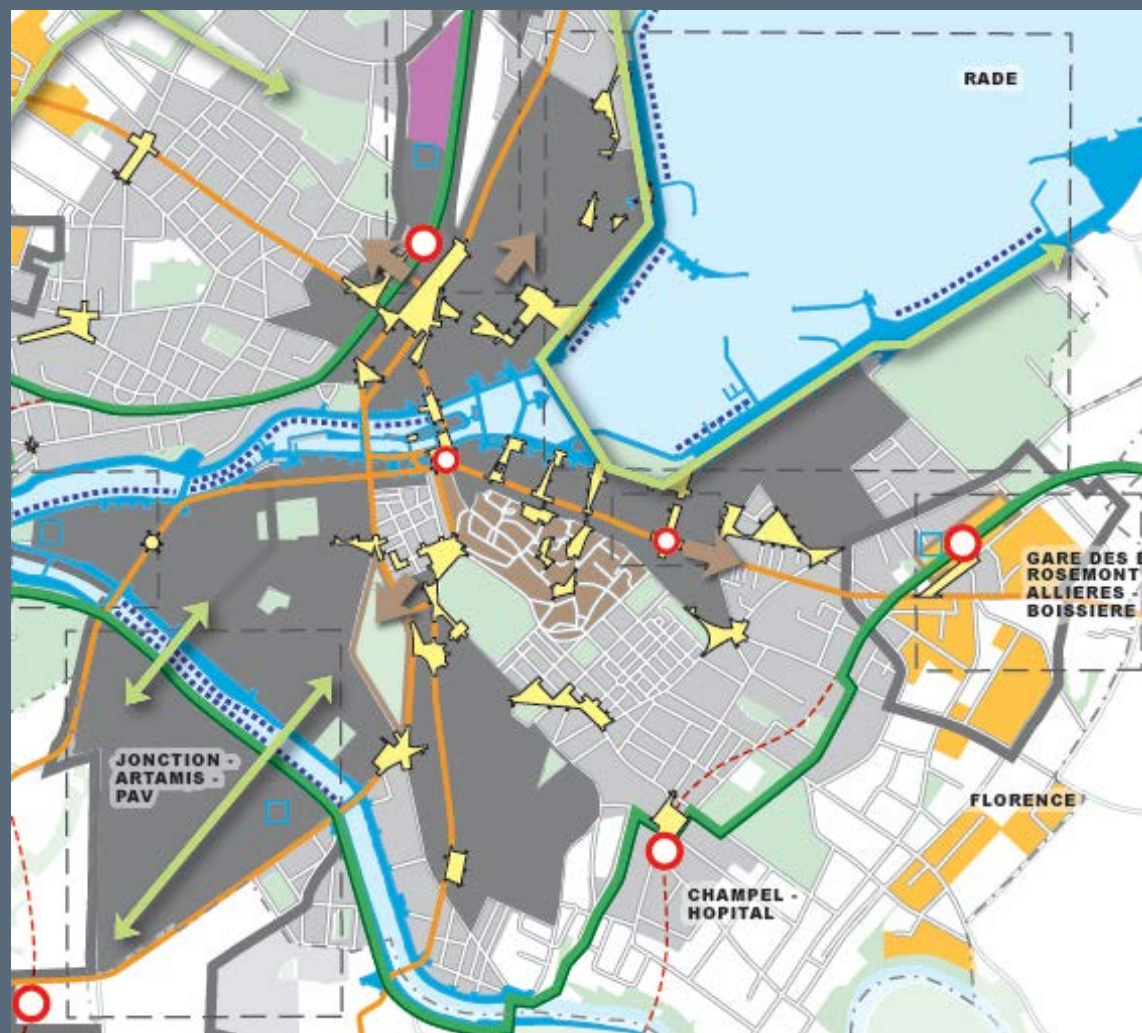 RADE
GARE DES
ROSEMONT
ALLIERES -
BOISSIERE
JONCTION -
ARTAMIS -
PAV
FLORENCE
CHAMPEL -
HOPITAL